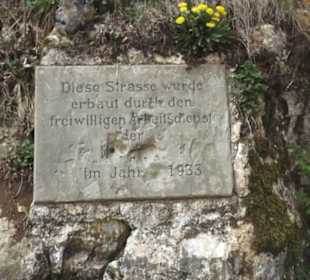 Diese Strasse wurde
erbaut durch den
freiwilligen Arbeitsdienst
der
im Jahr 1933